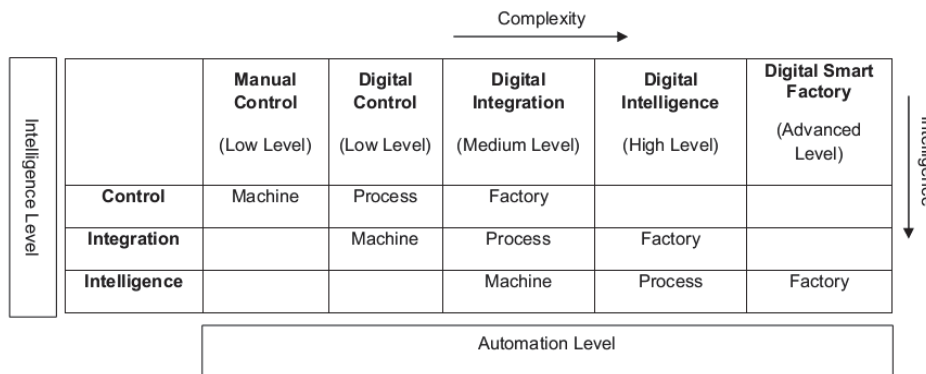 Complexity
Manual Control
(Low Level)
Digital Control
(Low Level)
Digital Integration
(Medium Level)
Digital Intelligence
(High Level)
Digital Smart Factory
(Advanced Level)
Intelligence Level
Intelligence
Control Machine Process Factory
Integration Machine Process Factory
Intelligence Machine Process Factory
Automation Level